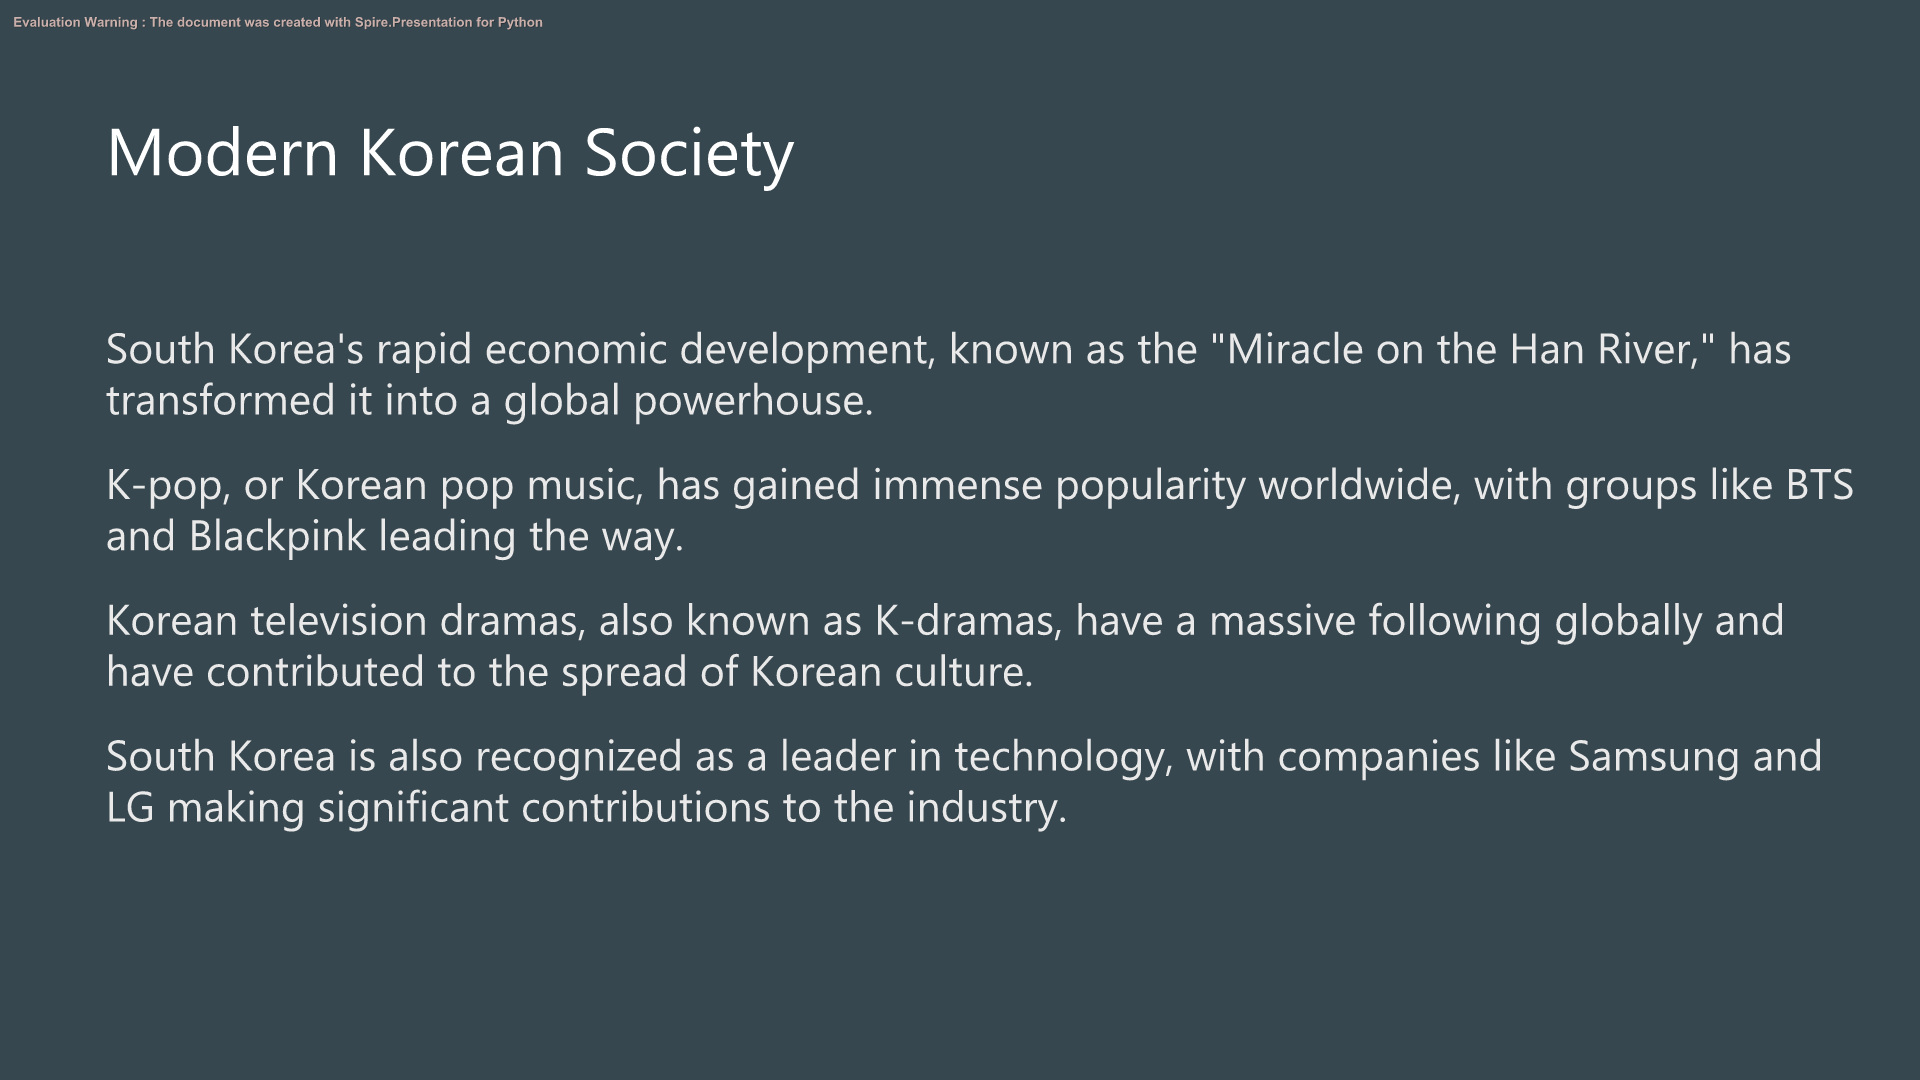 Evaluation Warning : The document was created with Spire.Presentation for Python
Modern Korean Society
South Korea's rapid economic development, known as the "Miracle on the Han River," has
transformed it into a global powerhouse.
K-pop, or Korean pop music, has gained immense popularity worldwide, with groups like BTS
and Blackpink leading the way.
Korean television dramas, also known as K-dramas, have a massive following globally and
have contributed to the spread of Korean culture.
South Korea is also recognized as a leader in technology, with companies like Samsung and
LG making significant contributions to the industry.